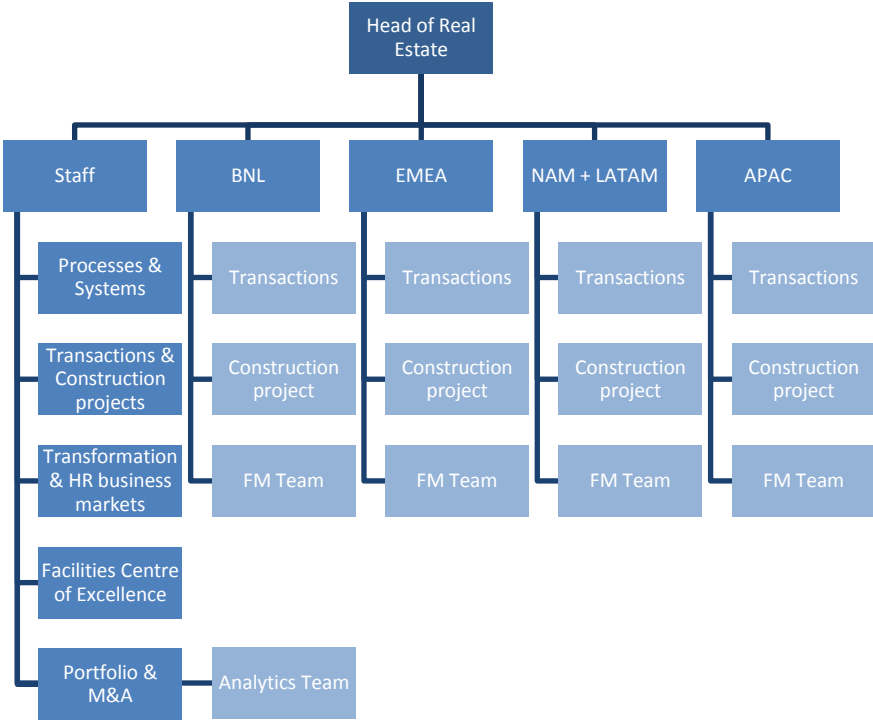 Head of Real
Estate
Staff
BNL
EMEA
NAM + LATAM
APAC
Processes &
Systems
Transactions
Transactions
Transactions
Transactions
Transactions &
Construction
projects
Construction
project
Construction
project
Construction
project
Construction
project
Transformation
& HR business
markets
FM Team
FM Team
FM Team
FM Team
Facilities Centre
of Excellence
Portfolio &
M&A
Analytics Team